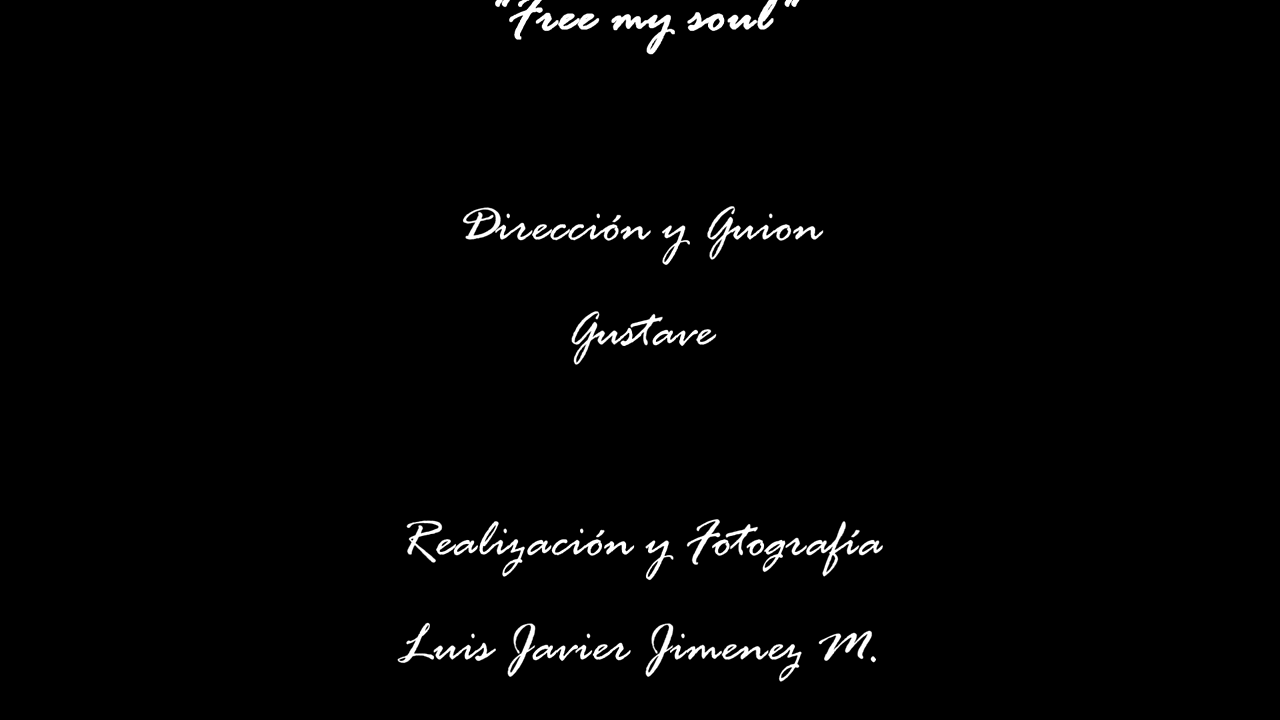 "Free my soul"
Dirección y Guion
Gustave
Realización y Fotografía
Luis Javier Jimenez M.